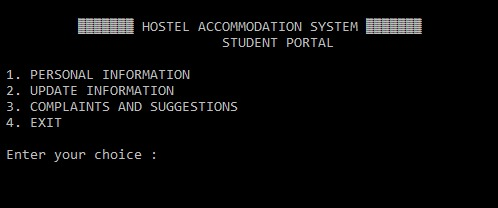 ▓▓▓▓▓▓▓ HOSTEL ACCOMMODATION SYSTEM ▓▓▓▓▓▓▓
STUDENT PORTAL
1. PERSONAL INFORMATION
2. UPDATE INFORMATION
3. COMPLAINTS AND SUGGESTIONS
4. EXIT
Enter your choice :